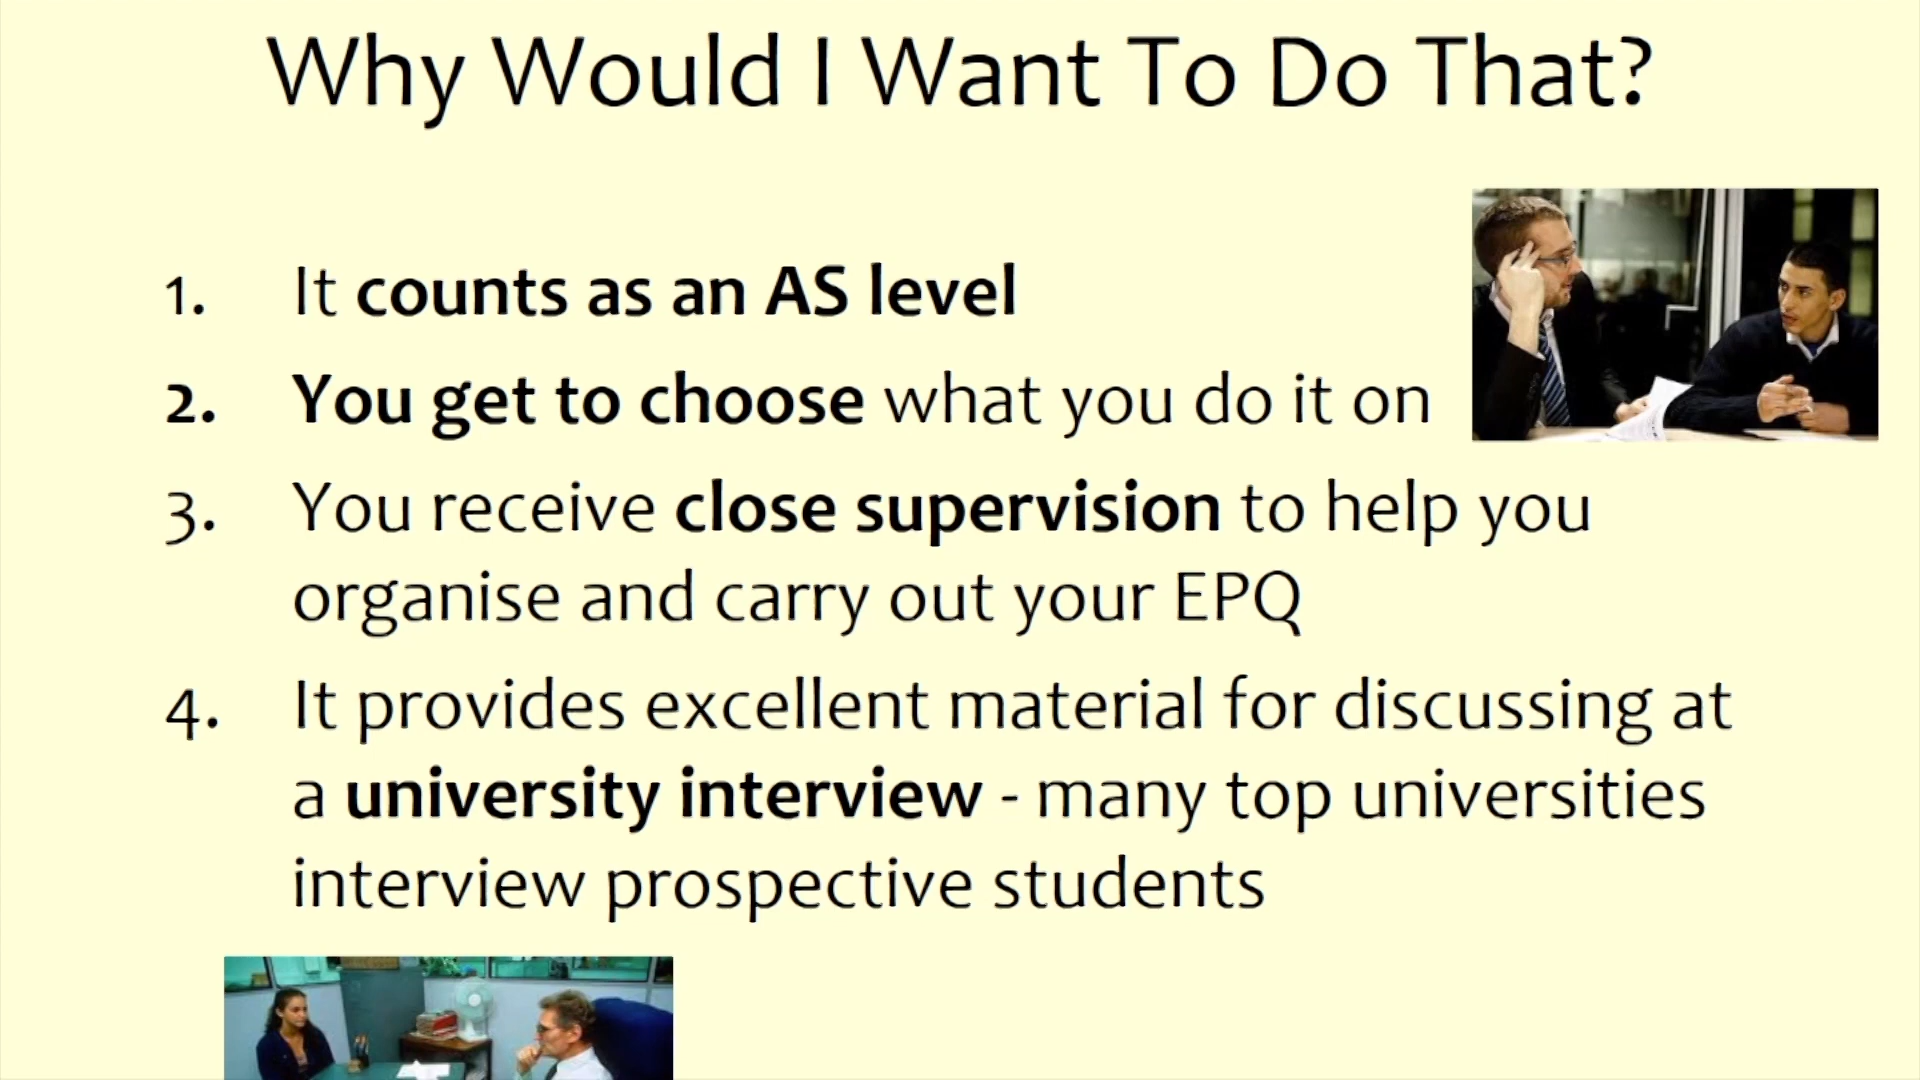 Why Would I Want To Do That?
1. It counts as an AS level
2. You get to choose what you do it on
3. You receive close supervision to help you
organise and carry out your EPQ
4. It provides excellent material for discussing at
a university interview - many top universities
interview prospective students